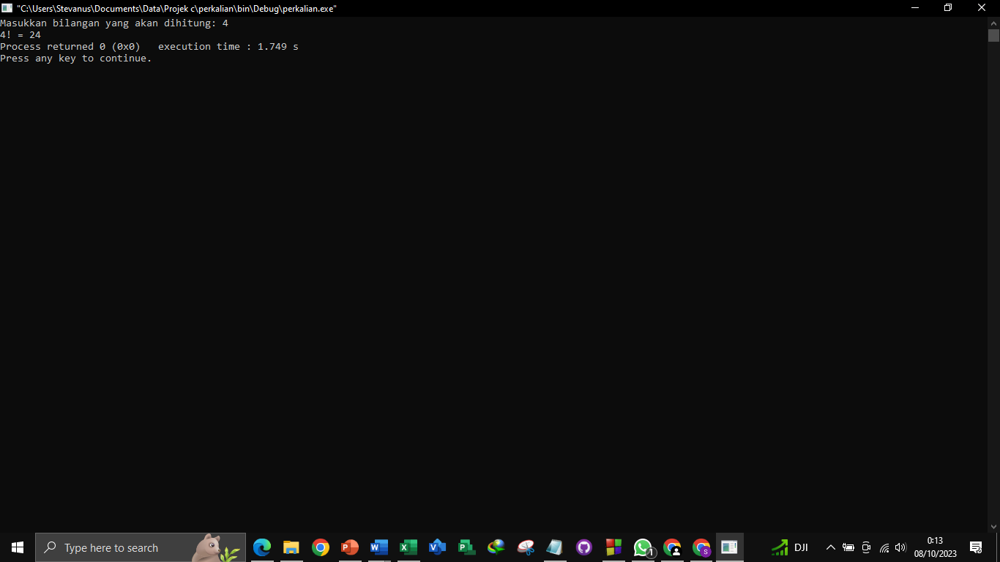 "C:\Users\Stevanus\Documents\Data\Projek c\perkalian\bin\Debug\perkalian.exe"
Masukkan bilangan yang akan dihitung: 4
4! = 24
Process returned 0 (0x0)   execution time : 1.749 s
Press any key to continue.
Type here to search
P
W
X
V
P
1
S
DJI
0:13
08/10/2023